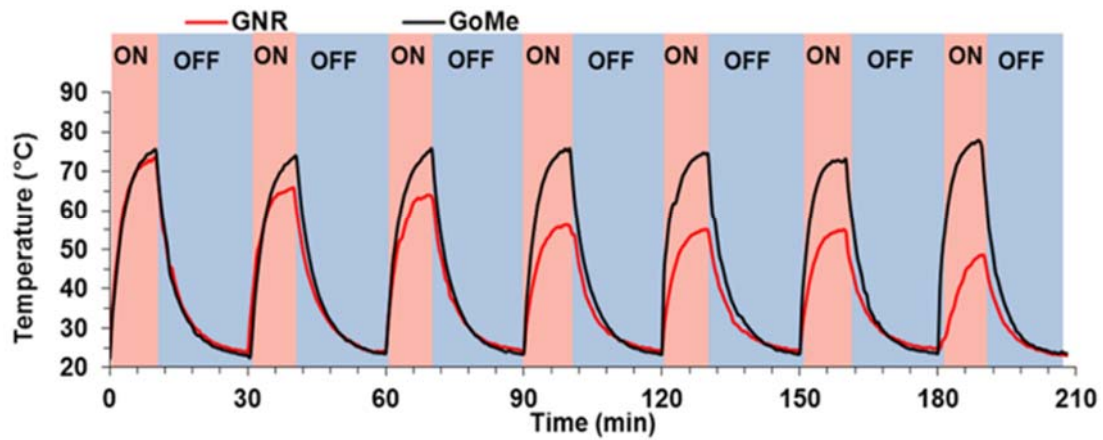 GNR GoMe
ON OFF ON OFF ON OFF ON OFF ON OFF ON OFF ON OFF
Temperature (°C)
90
80
70
60
50
40
30
20
0 30 60 90 120 150 180 210
Time (min)